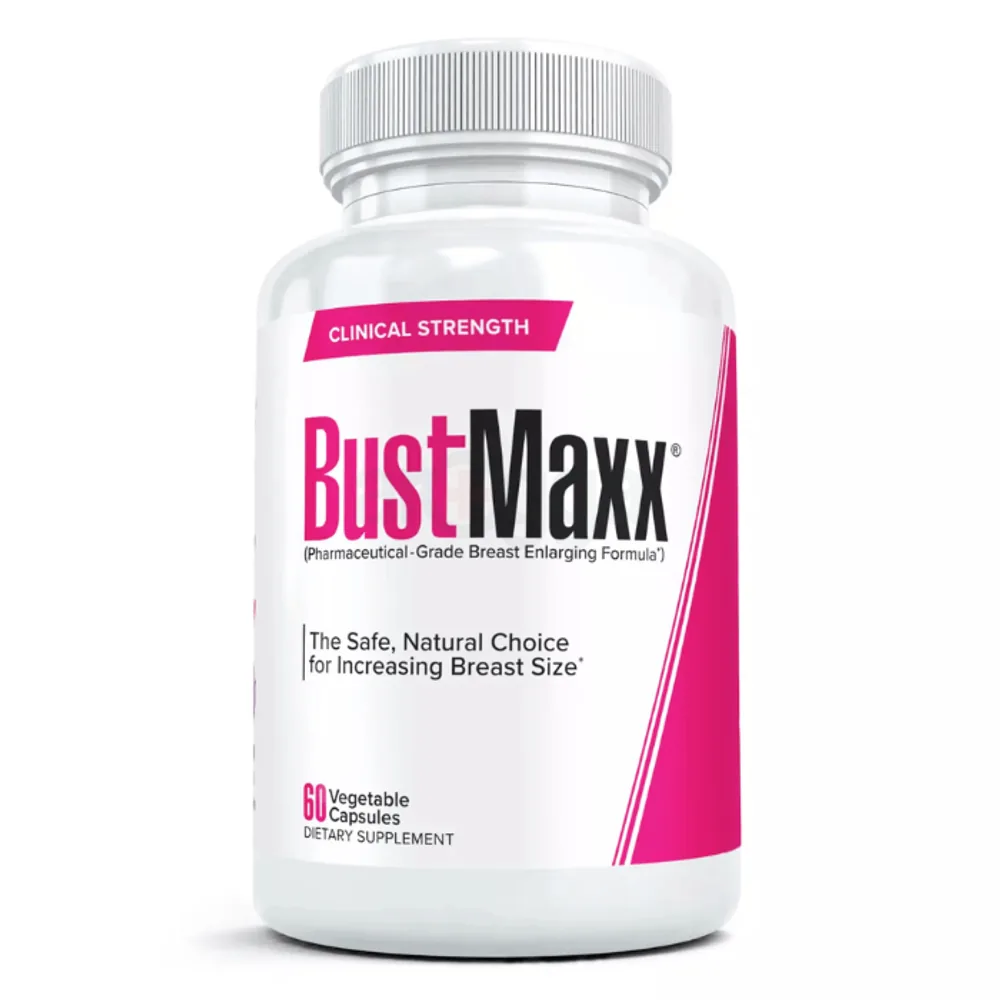 CLINICAL STRENGTH
BustMaxx®
(Pharmaceutical-Grade Breast Enlarging Formula*)
The Safe, Natural Choice
for Increasing Breast Size*
60 Vegetable
Capsules
DIETARY SUPPLEMENT